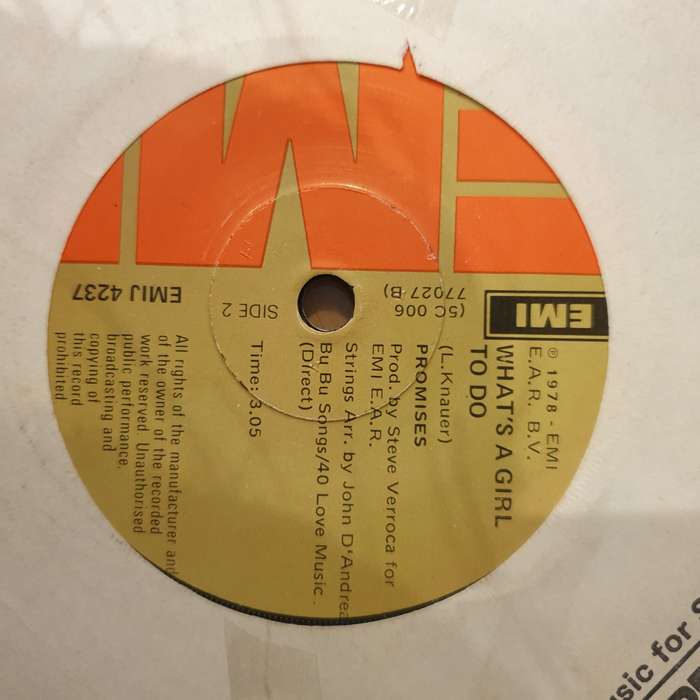 EMI
EMIJ 4237
SIDE 2
(5C 006
77027 B)
℗ 1978 - EMI
E.A.R. B.V.
WHAT'S A GIRL
TO DO
(L.Knauer)
PROMISES
Prod. by Steve Verroca for
EMI E.A.R.
Strings Arr. by John D'Andrea
Bu Bu Songs/40 Love Music.
(Direct)
Time: 3.05
All rights of the manufacturer and
of the owner of the recorded
work reserved. Unauthorised
public performance,
broadcasting and
copying of
this record
prohibited
sic for